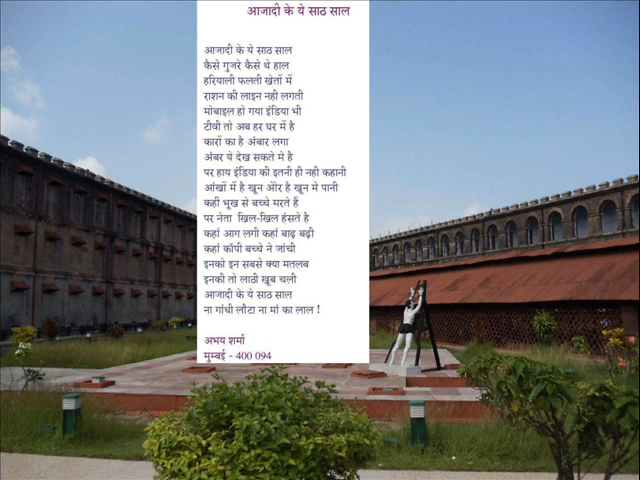 आजादी के ये साठ साल
आजादी के ये साठ साल
कैसे गुजरे कैसे थे हाल
हरियाली फलती खेतों में
राशन की लाइन नही लगती
मोबाइल हो गया इंडिया भी
टीवी तो अब हर घर में है
कारों का है अंबार लगा
अंबर ये देख सकते मे है
पर हाय इंडिया की इतनी ही नही कहानी
आंखों में है खून ओर है खून मे पानी
कहीं भूख से बच्चे मरते हैं
पर नेता खिल-खिल हंसते है
कहां आग लगी कहां बाढ़ बढ़ी
कहां कॉपी बच्चे ने जांची
इनको इन सबसे क्या मतलब
इनकी तो लाठी खूब चली
आजादी के ये साठ साल
ना गांधी लौटा ना मां का लाल !
अभय शर्मा
मुम्बई - 400 094